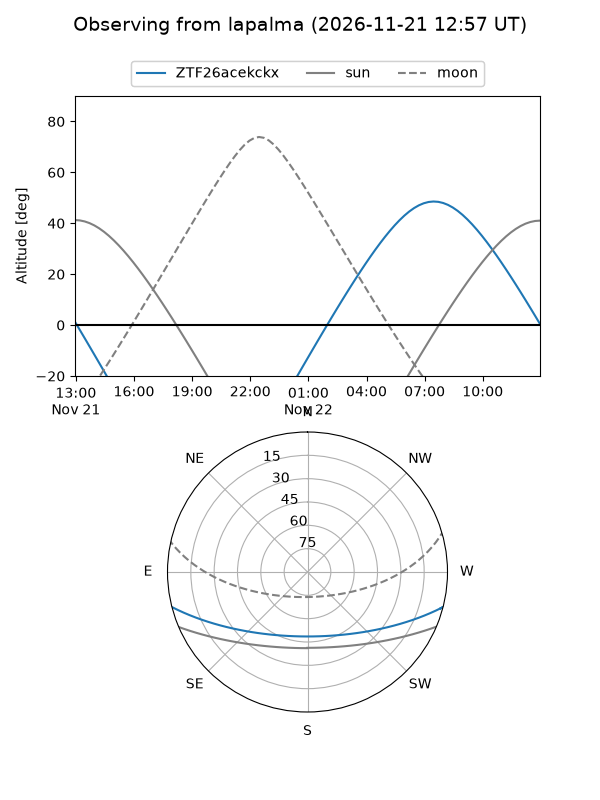 Observing from lapalma (2026-11-21 12:57 UT)
ZTF26acekckx sun moon
80
60
40
20
0
−20
Altitude [deg]
13:00 16:00 19:00 22:00 01:00 04:00 07:00 10:00
Nov 21 Nov 22
N
NE NW
15
30
45
60
75
E W
SE SW
S